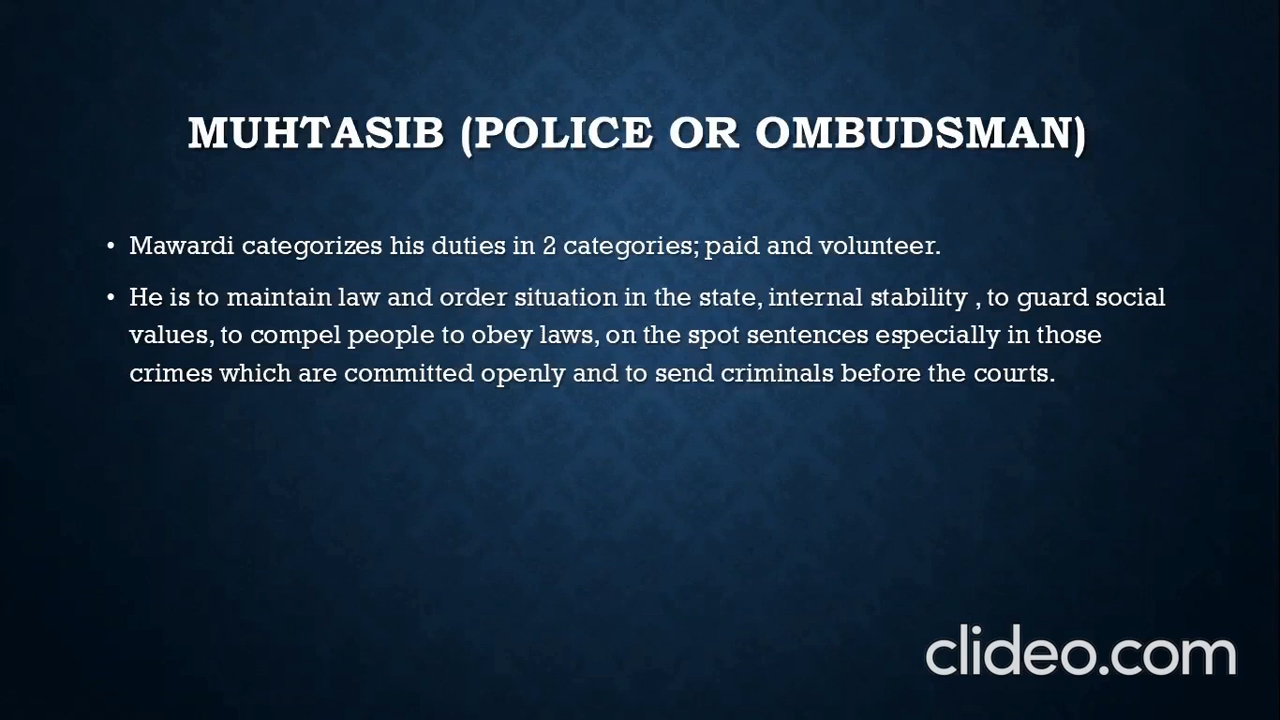 MUHTASIB (POLICE OR OMBUDSMAN)
• Mawardi categorizes his duties in 2 categories; paid and volunteer.
• He is to maintain law and order situation in the state, internal stability , to guard social
values, to compel people to obey laws, on the spot sentences especially in those
crimes which are committed openly and to send criminals before the courts.
clideo.com